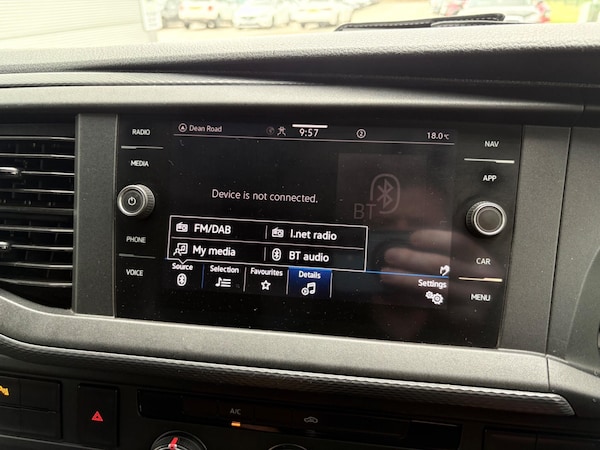 RADIO
Dean Road
9:57
2
18.0°C
NAV
MEDIA
APP
Device is not connected.
BT
FM/DAB
I.net radio
PHONE
My media
BT audio
CAR
VOICE
Source
Selection
Favourites
Details
Settings
MENU
A/C